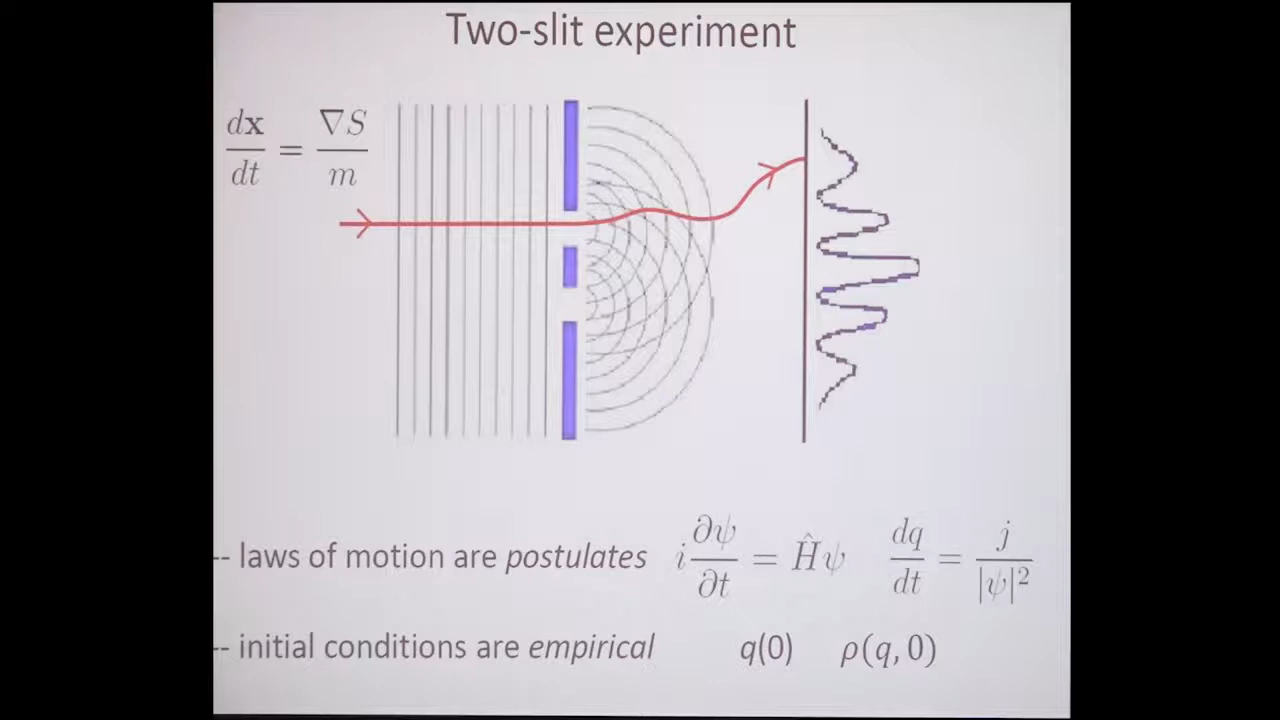 Two-slit experiment
d𝐱/dt = ∇S/m
-- laws of motion are postulates i ∂ψ/∂t = Ĥψ dq/dt = j/|ψ|²
-- initial conditions are empirical q(0) ρ(q, 0)